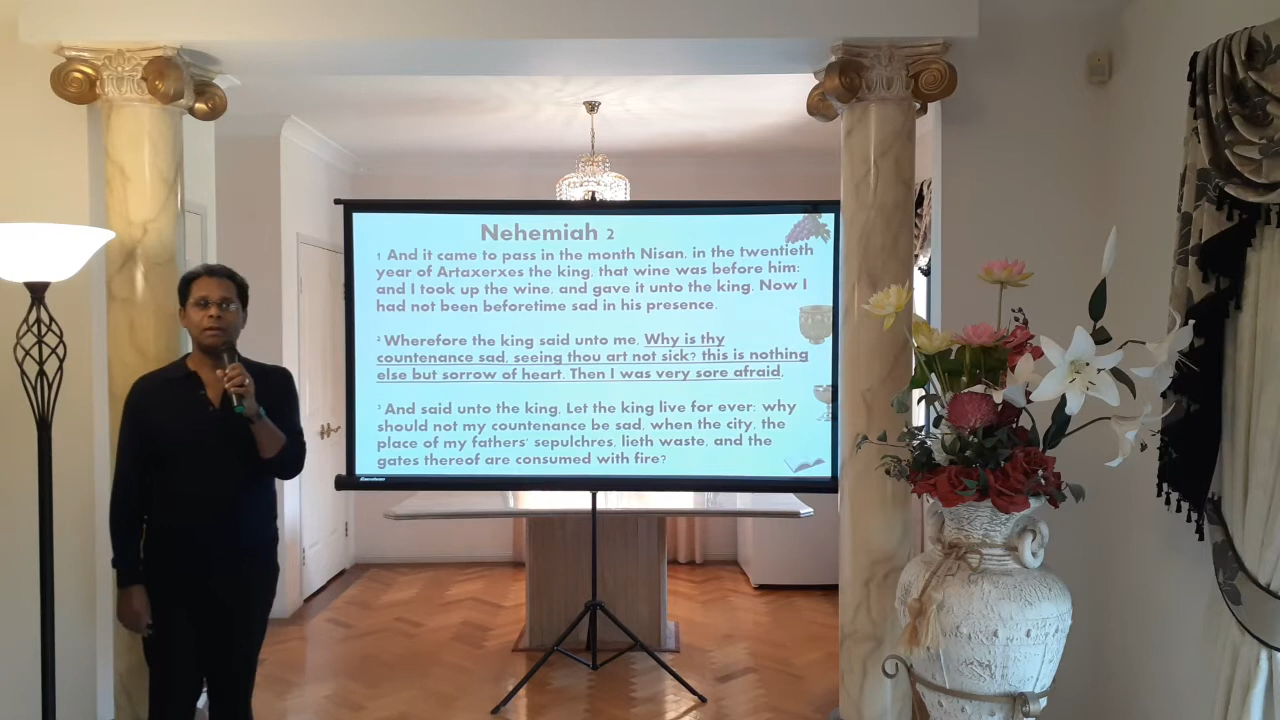 Nehemiah 2
1 And it came to pass in the month Nisan, in the twentieth
year of Artaxerxes the king, that wine was before him:
and I took up the wine, and gave it unto the king. Now I
had not been beforetime sad in his presence.
2 Wherefore the king said unto me, Why is thy
countenance sad, seeing thou art not sick? this is nothing
else but sorrow of heart. Then I was very sore afraid,
3 And said unto the king, Let the king live for ever: why
should not my countenance be sad, when the city, the
place of my fathers' sepulchres, lieth waste, and the
gates thereof are consumed with fire?